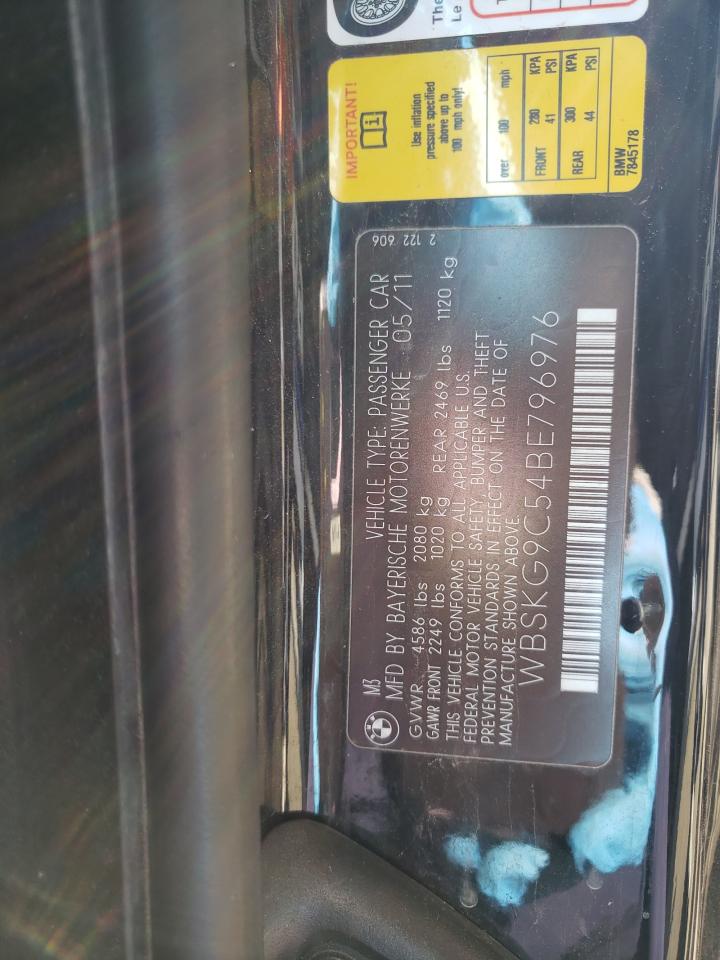 The
Le
IMPORTANT!
Use inflation
pressure specified
above up to
100 mph only!
over 100 mph
FRONT 280 KPA
41 PSI
REAR 300 KPA
44 PSI
BMW
7845178
M3 VEHICLE TYPE: PASSENGER CAR 2 122 606
MFD BY BAYERISCHE MOTORENWERKE 05/11
GVWR 4586 lbs 2080 kg
GAWR FRONT 2249 lbs 1020 kg REAR 2469 lbs 1120 kg
THIS VEHICLE CONFORMS TO ALL APPLICABLE U.S.
FEDERAL MOTOR VEHICLE SAFETY, BUMPER AND THEFT
PREVENTION STANDARDS IN EFFECT ON THE DATE OF
MANUFACTURE SHOWN ABOVE
WBSKG9C54BE796976